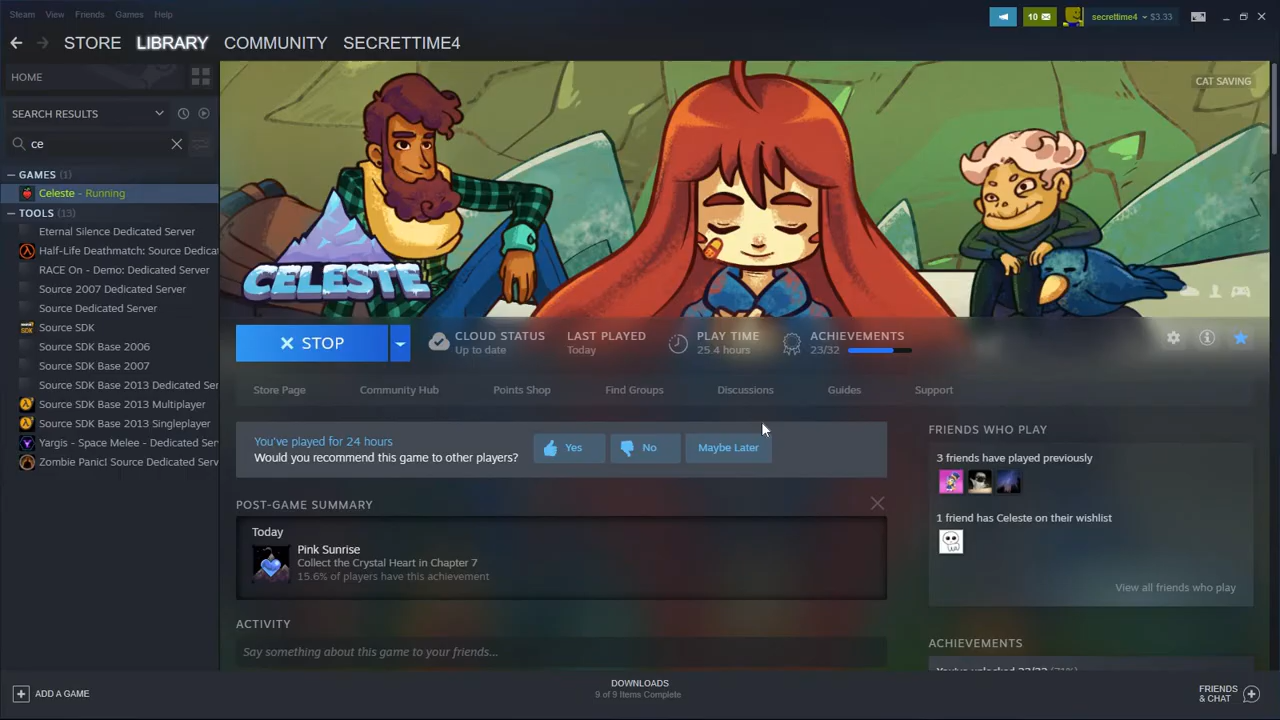 Steam View Friends Games Help
10 secrettime4 $3.33
STORE LIBRARY COMMUNITY SECRETTIME4
HOME
CAT SAVING
SEARCH RESULTS
ce
GAMES (1)
Celeste - Running
TOOLS (13)
Eternal Silence Dedicated Server
Half-Life Deathmatch: Source Dedicat
RACE On - Demo: Dedicated Server
Source 2007 Dedicated Server
Source Dedicated Server
Source SDK
Source SDK Base 2006
Source SDK Base 2007
Source SDK Base 2013 Dedicated Ser
Source SDK Base 2013 Multiplayer
Source SDK Base 2013 Singleplayer
Yargis - Space Melee - Dedicated Ser
Zombie Panic! Source Dedicated Serv
CELESTE
STOP
CLOUD STATUS
Up to date
LAST PLAYED
Today
PLAY TIME
25.4 hours
ACHIEVEMENTS
23/32
Store Page Community Hub Points Shop Find Groups Discussions Guides Support
You've played for 24 hours
Would you recommend this game to other players?
Yes No Maybe Later
POST-GAME SUMMARY
Today
Pink Sunrise
Collect the Crystal Heart in Chapter 7
15.6% of players have this achievement
ACTIVITY
Say something about this game to your friends...
FRIENDS WHO PLAY
3 friends have played previously
1 friend has Celeste on their wishlist
View all friends who play
ACHIEVEMENTS
You've unlocked 23/32 (71%)
ADD A GAME
DOWNLOADS
9 of 9 Items Complete
FRIENDS
& CHAT